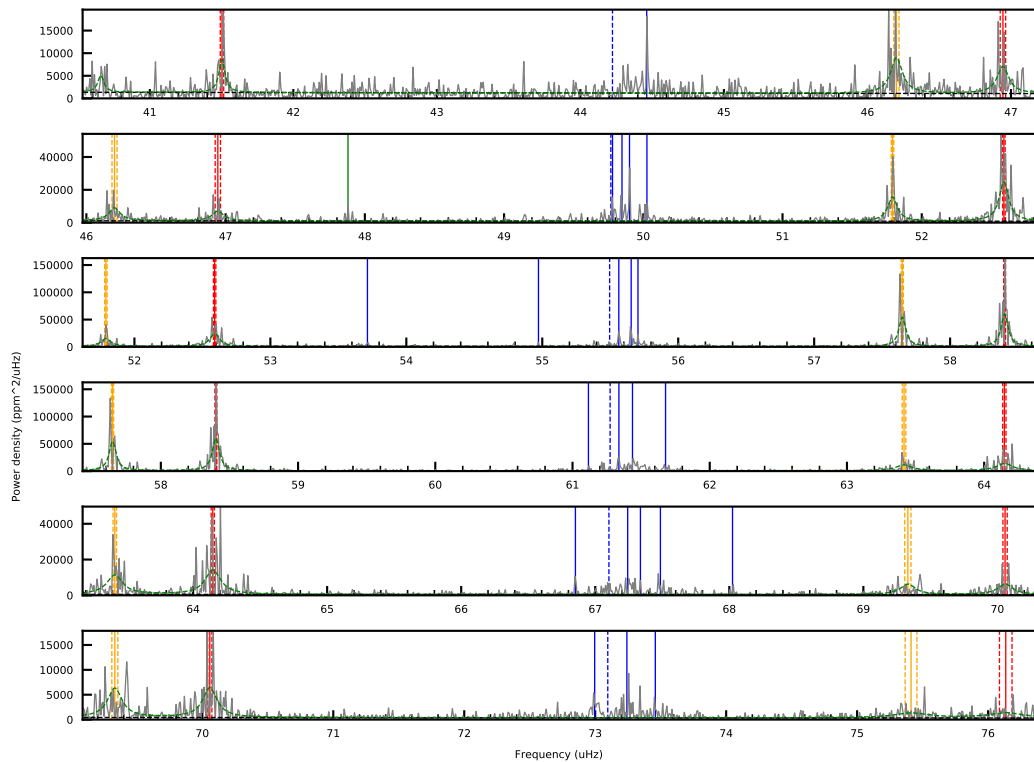 15000
10000
5000
0
41 42 43 44 45 46 47
40000
20000
0
46 47 48 49 50 51 52
150000
100000
50000
0
52 53 54 55 56 57 58
150000
100000
50000
0
58 59 60 61 62 63 64
40000
20000
0
64 65 66 67 68 69 70
15000
10000
5000
0
70 71 72 73 74 75 76
Power density (ppm^2/uHz)
Frequency (uHz)